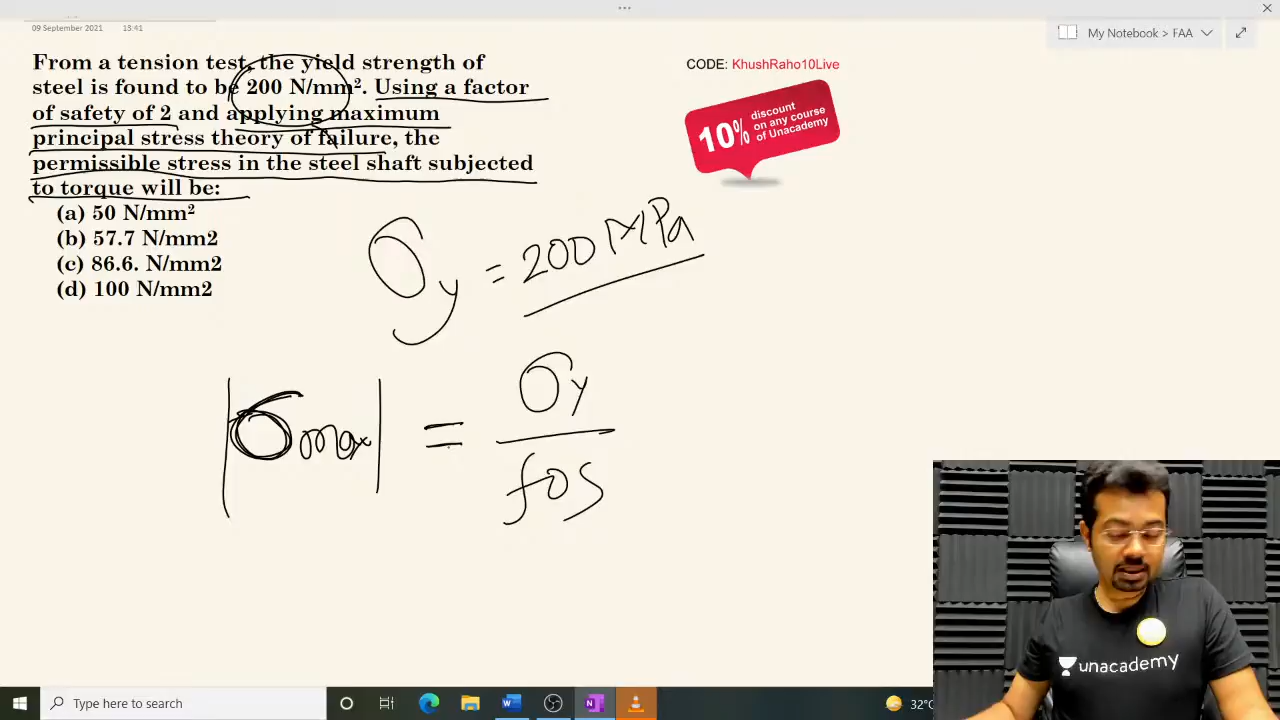 09 September 2021 13:41
My Notebook > FAA
From a tension test, the yield strength of
steel is found to be 200 N/mm². Using a factor
of safety of 2 and applying maximum
principal stress theory of failure, the
permissible stress in the steel shaft subjected
to torque will be:
(a) 50 N/mm²
(b) 57.7 N/mm2
(c) 86.6. N/mm2
(d) 100 N/mm2
CODE: KhushRaho10Live
10% discount
on any course
of Unacademy
σy = 200 MPa
|σmax| = σy
fos
unacademy
Type here to search
32°C